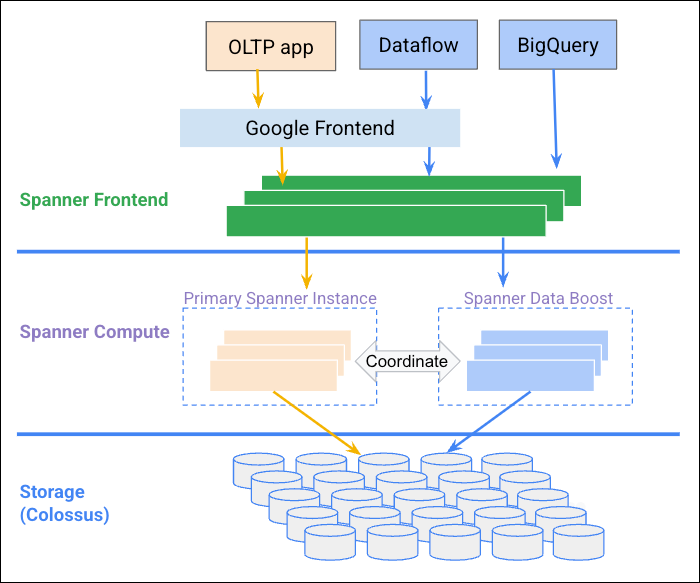 OLTP app
Dataflow
BigQuery
Google Frontend
Spanner Frontend
Primary Spanner Instance
Spanner Data Boost
Spanner Compute
Coordinate
Storage
(Colossus)